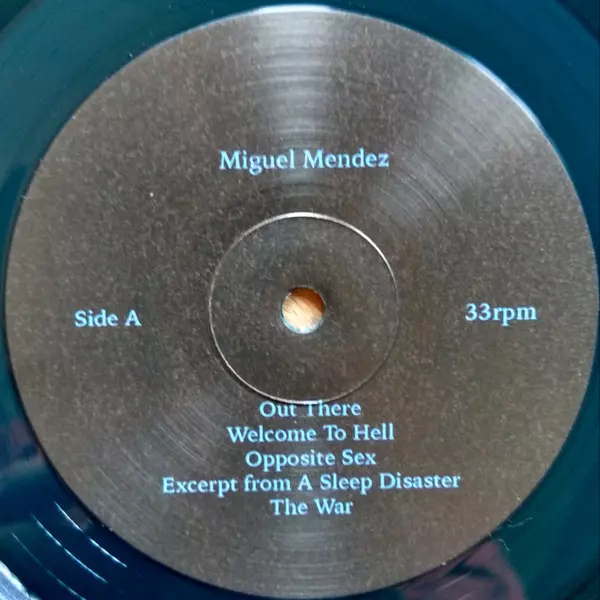 Miguel Mendez
Side A
33rpm
Out There
Welcome To Hell
Opposite Sex
Excerpt from A Sleep Disaster
The War